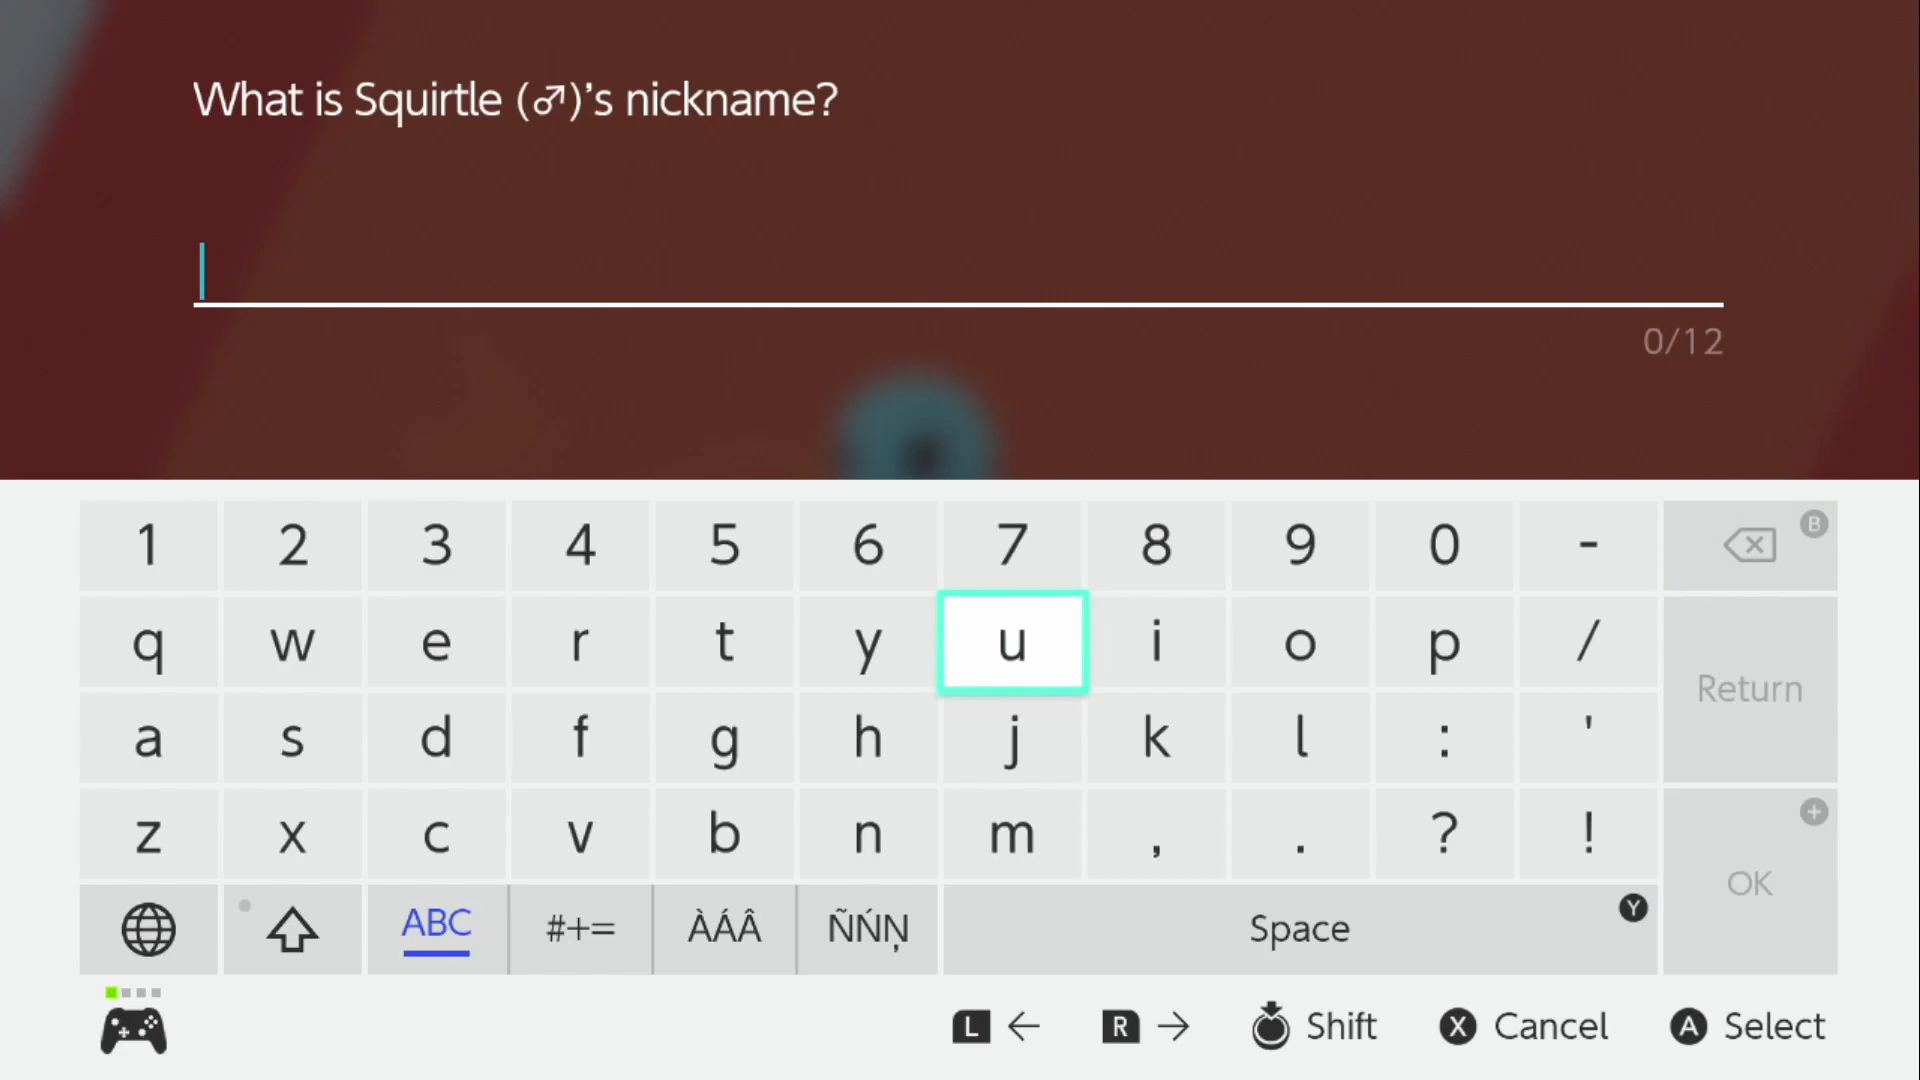 What is Squirtle (♂)’s nickname?
0/12
1 2 3 4 5 6 7 8 9 0 - B
q w e r t y u i o p / Return
a s d f g h j k l : '
z x c v b n m , . ? ! + OK
ABC #+= ÀÁÂ ÑŃŅ Space Y
L ← R → Shift X Cancel A Select